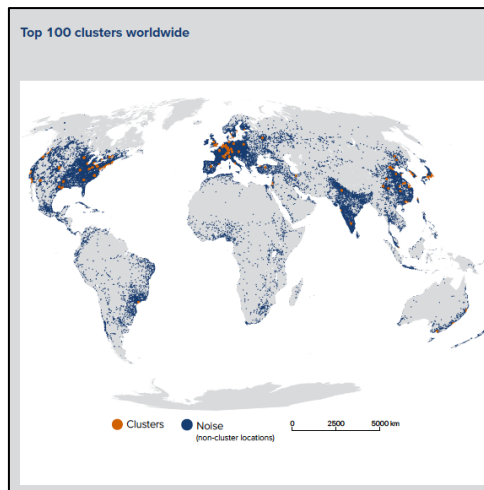 Top 100 clusters worldwide
Clusters
Noise
(non-cluster locations)
0 2500 5000 km